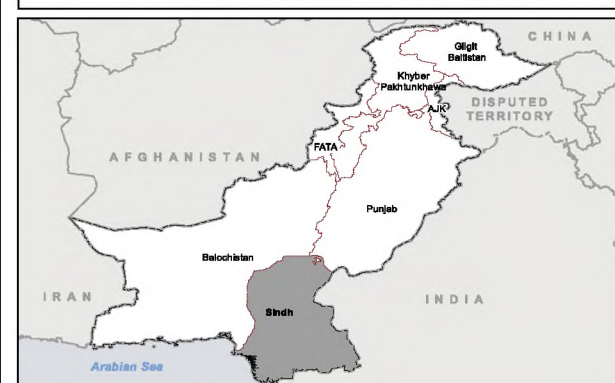 CHINA
Gilgit
Baltistan
Khyber
Pakhtunkhawa
DISPUTED
TERRITORY
AJK
AFGHANISTAN
FATA
Punjab
Balochistan
IRAN
INDIA
Sindh
Arabian Sea